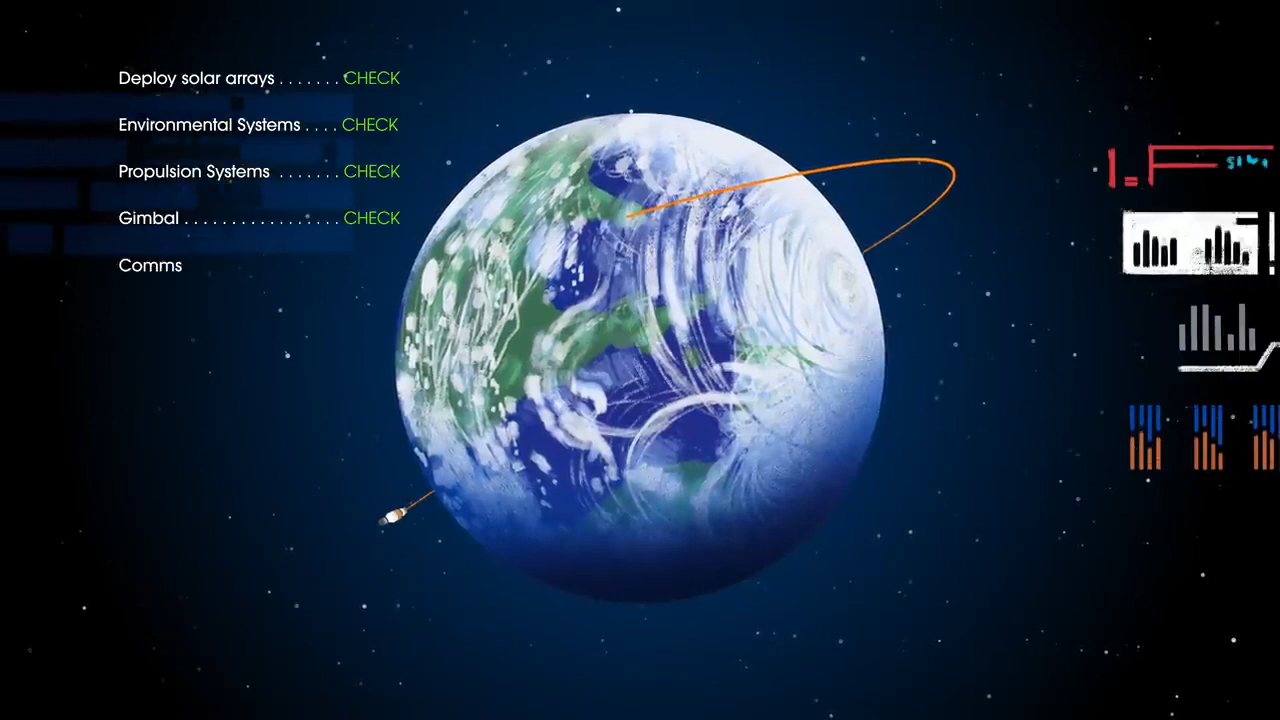 Deploy solar arrays . . . . . . . CHECK
Environmental Systems . . . . CHECK
Propulsion Systems . . . . . . . CHECK
Gimbal . . . . . . . . . . . . . . . . . CHECK
Comms